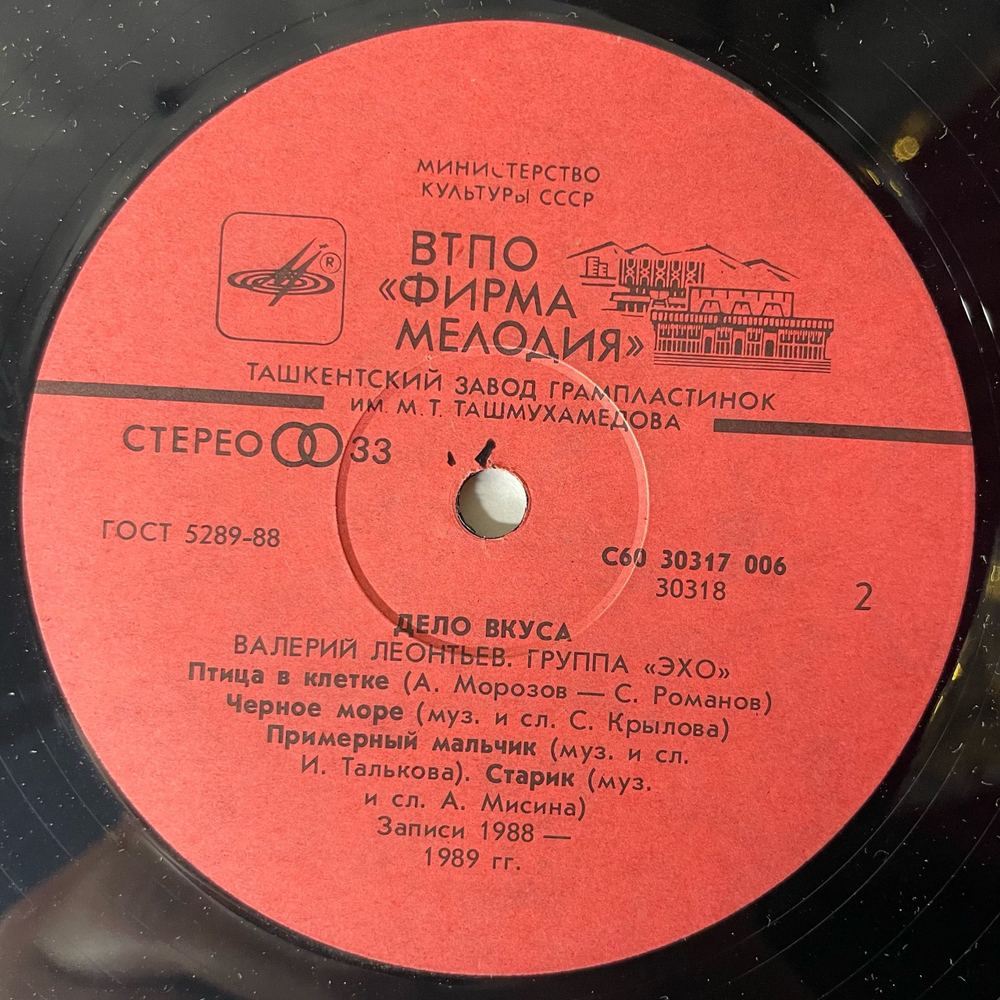 МИНИСТЕРСТВО
КУЛЬТУРЫ СССР
ВТПО
«ФИРМА
МЕЛОДИЯ»
®
ТАШКЕНТСКИЙ ЗАВОД ГРАМПЛАСТИНОК
ИМ. М. Т. ТАШМУХАМЕДОВА
СТЕРЕО 33
ГОСТ 5289-88
С60 30317 006
30318
2
ДЕЛО ВКУСА
ВАЛЕРИЙ ЛЕОНТЬЕВ. ГРУППА «ЭХО»
Птица в клетке (А. Морозов — С. Романов)
Черное море (муз. и сл. С. Крылова)
Примерный мальчик (муз. и сл.
И. Талькова). Старик (муз.
и сл. А. Мисина)
Записи 1988 —
1989 гг.